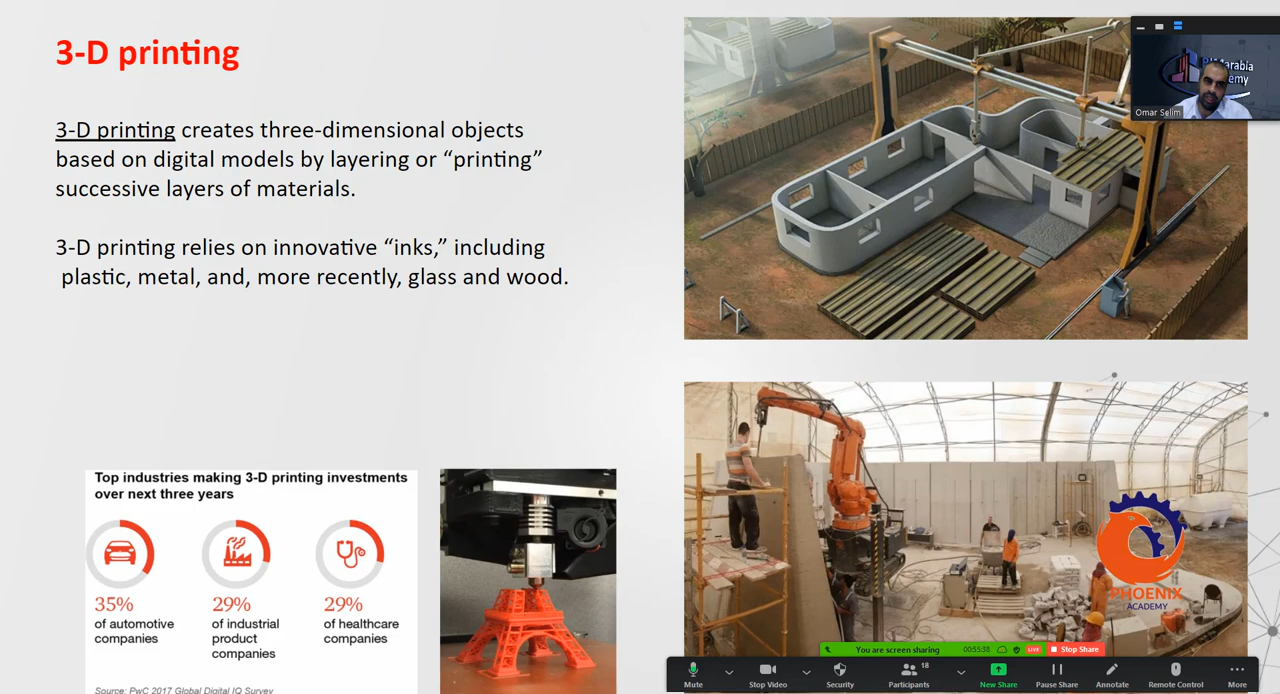 3-D printing
3-D printing creates three-dimensional objects
based on digital models by layering or “printing”
successive layers of materials.
3-D printing relies on innovative “inks,” including
plastic, metal, and, more recently, glass and wood.
Top industries making 3-D printing investments
over next three years
35%
of automotive
companies
29%
of industrial
product
companies
29%
of healthcare
companies
Source: PwC 2017 Global Digital IQ Survey
Omar Selim
PHOENIX
ACADEMY
You are screen sharing
00:55:38
LIVE
Stop Share
Mute
Stop Video
Security
Participants
18
New Share
Pause Share
Annotate
Remote Control
More